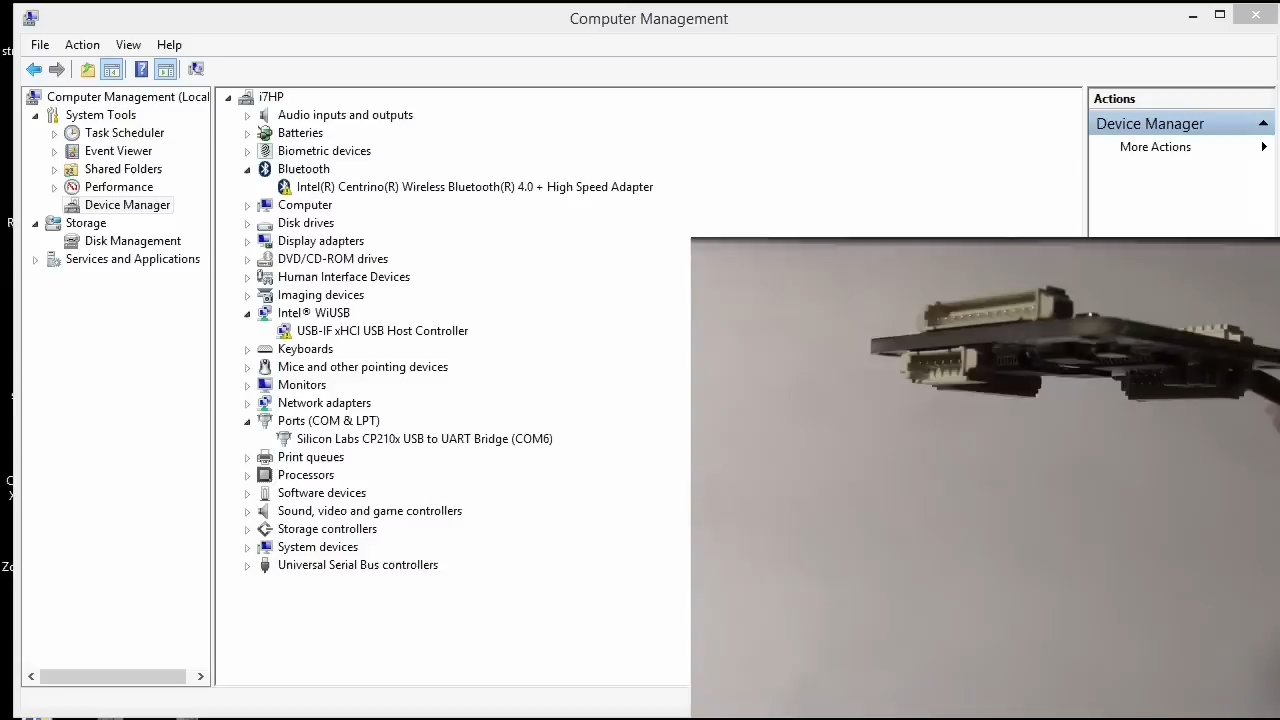 Computer Management
File Action View Help
Computer Management (Local
System Tools
Task Scheduler
Event Viewer
Shared Folders
Performance
Device Manager
Storage
Disk Management
Services and Applications
i7HP
Audio inputs and outputs
Batteries
Biometric devices
Bluetooth
Intel(R) Centrino(R) Wireless Bluetooth(R) 4.0 + High Speed Adapter
Computer
Disk drives
Display adapters
DVD/CD-ROM drives
Human Interface Devices
Imaging devices
Intel® WiUSB
USB-IF xHCI USB Host Controller
Keyboards
Mice and other pointing devices
Monitors
Network adapters
Ports (COM & LPT)
Silicon Labs CP210x USB to UART Bridge (COM6)
Print queues
Processors
Software devices
Sound, video and game controllers
Storage controllers
System devices
Universal Serial Bus controllers
Actions
Device Manager
More Actions